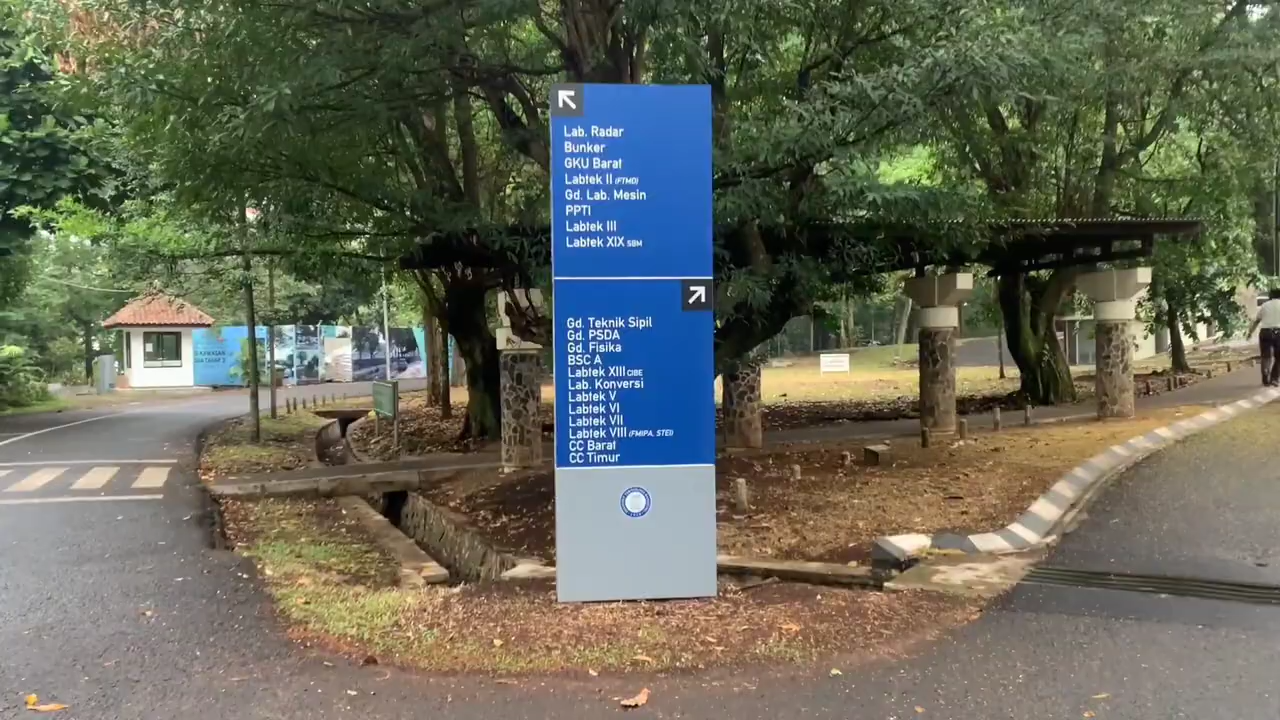 Lab. Radar
Bunker
GKU Barat
Labtek II (FTMD)
Gd. Lab. Mesin
PPTI
Labtek III
Labtek XIX SBM
Gd. Teknik Sipil
Gd. PSDA
Gd. Fisika
BSC A
Labtek XIII CIBE
Lab. Konversi
Labtek V
Labtek VI
Labtek VII
Labtek VIII (FMIPA, STEI)
CC Barat
CC Timur